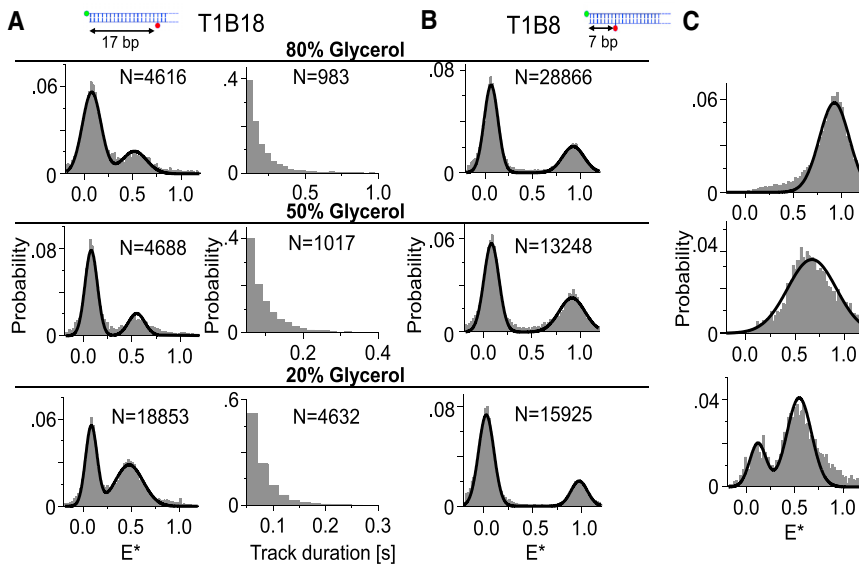 A
T1B18
B
T1B8
C
17 bp
7 bp
80% Glycerol
.06
0
N=4616
0.0
0.5
1.0
.4
0
N=983
0.5
1.0
.08
0
N=28866
0.0
0.5
1.0
0.06
0
0.0
0.5
1.0
50% Glycerol
Probability
.08
0
N=4688
0.0
0.5
1.0
Probability
.4
0
N=1017
0.2
0.4
.06
0
N=13248
0.0
0.5
1.0
Probability
0.04
0
0.0
0.5
1.0
20% Glycerol
.06
0
N=18853
0.0
0.5
1.0
E*
.6
0
N=4632
0.1
0.2
0.3
Track duration [s]
0.08
0
N=15925
0.0
0.5
1.0
E*
0.04
0
0.0
0.5
1.0
E*